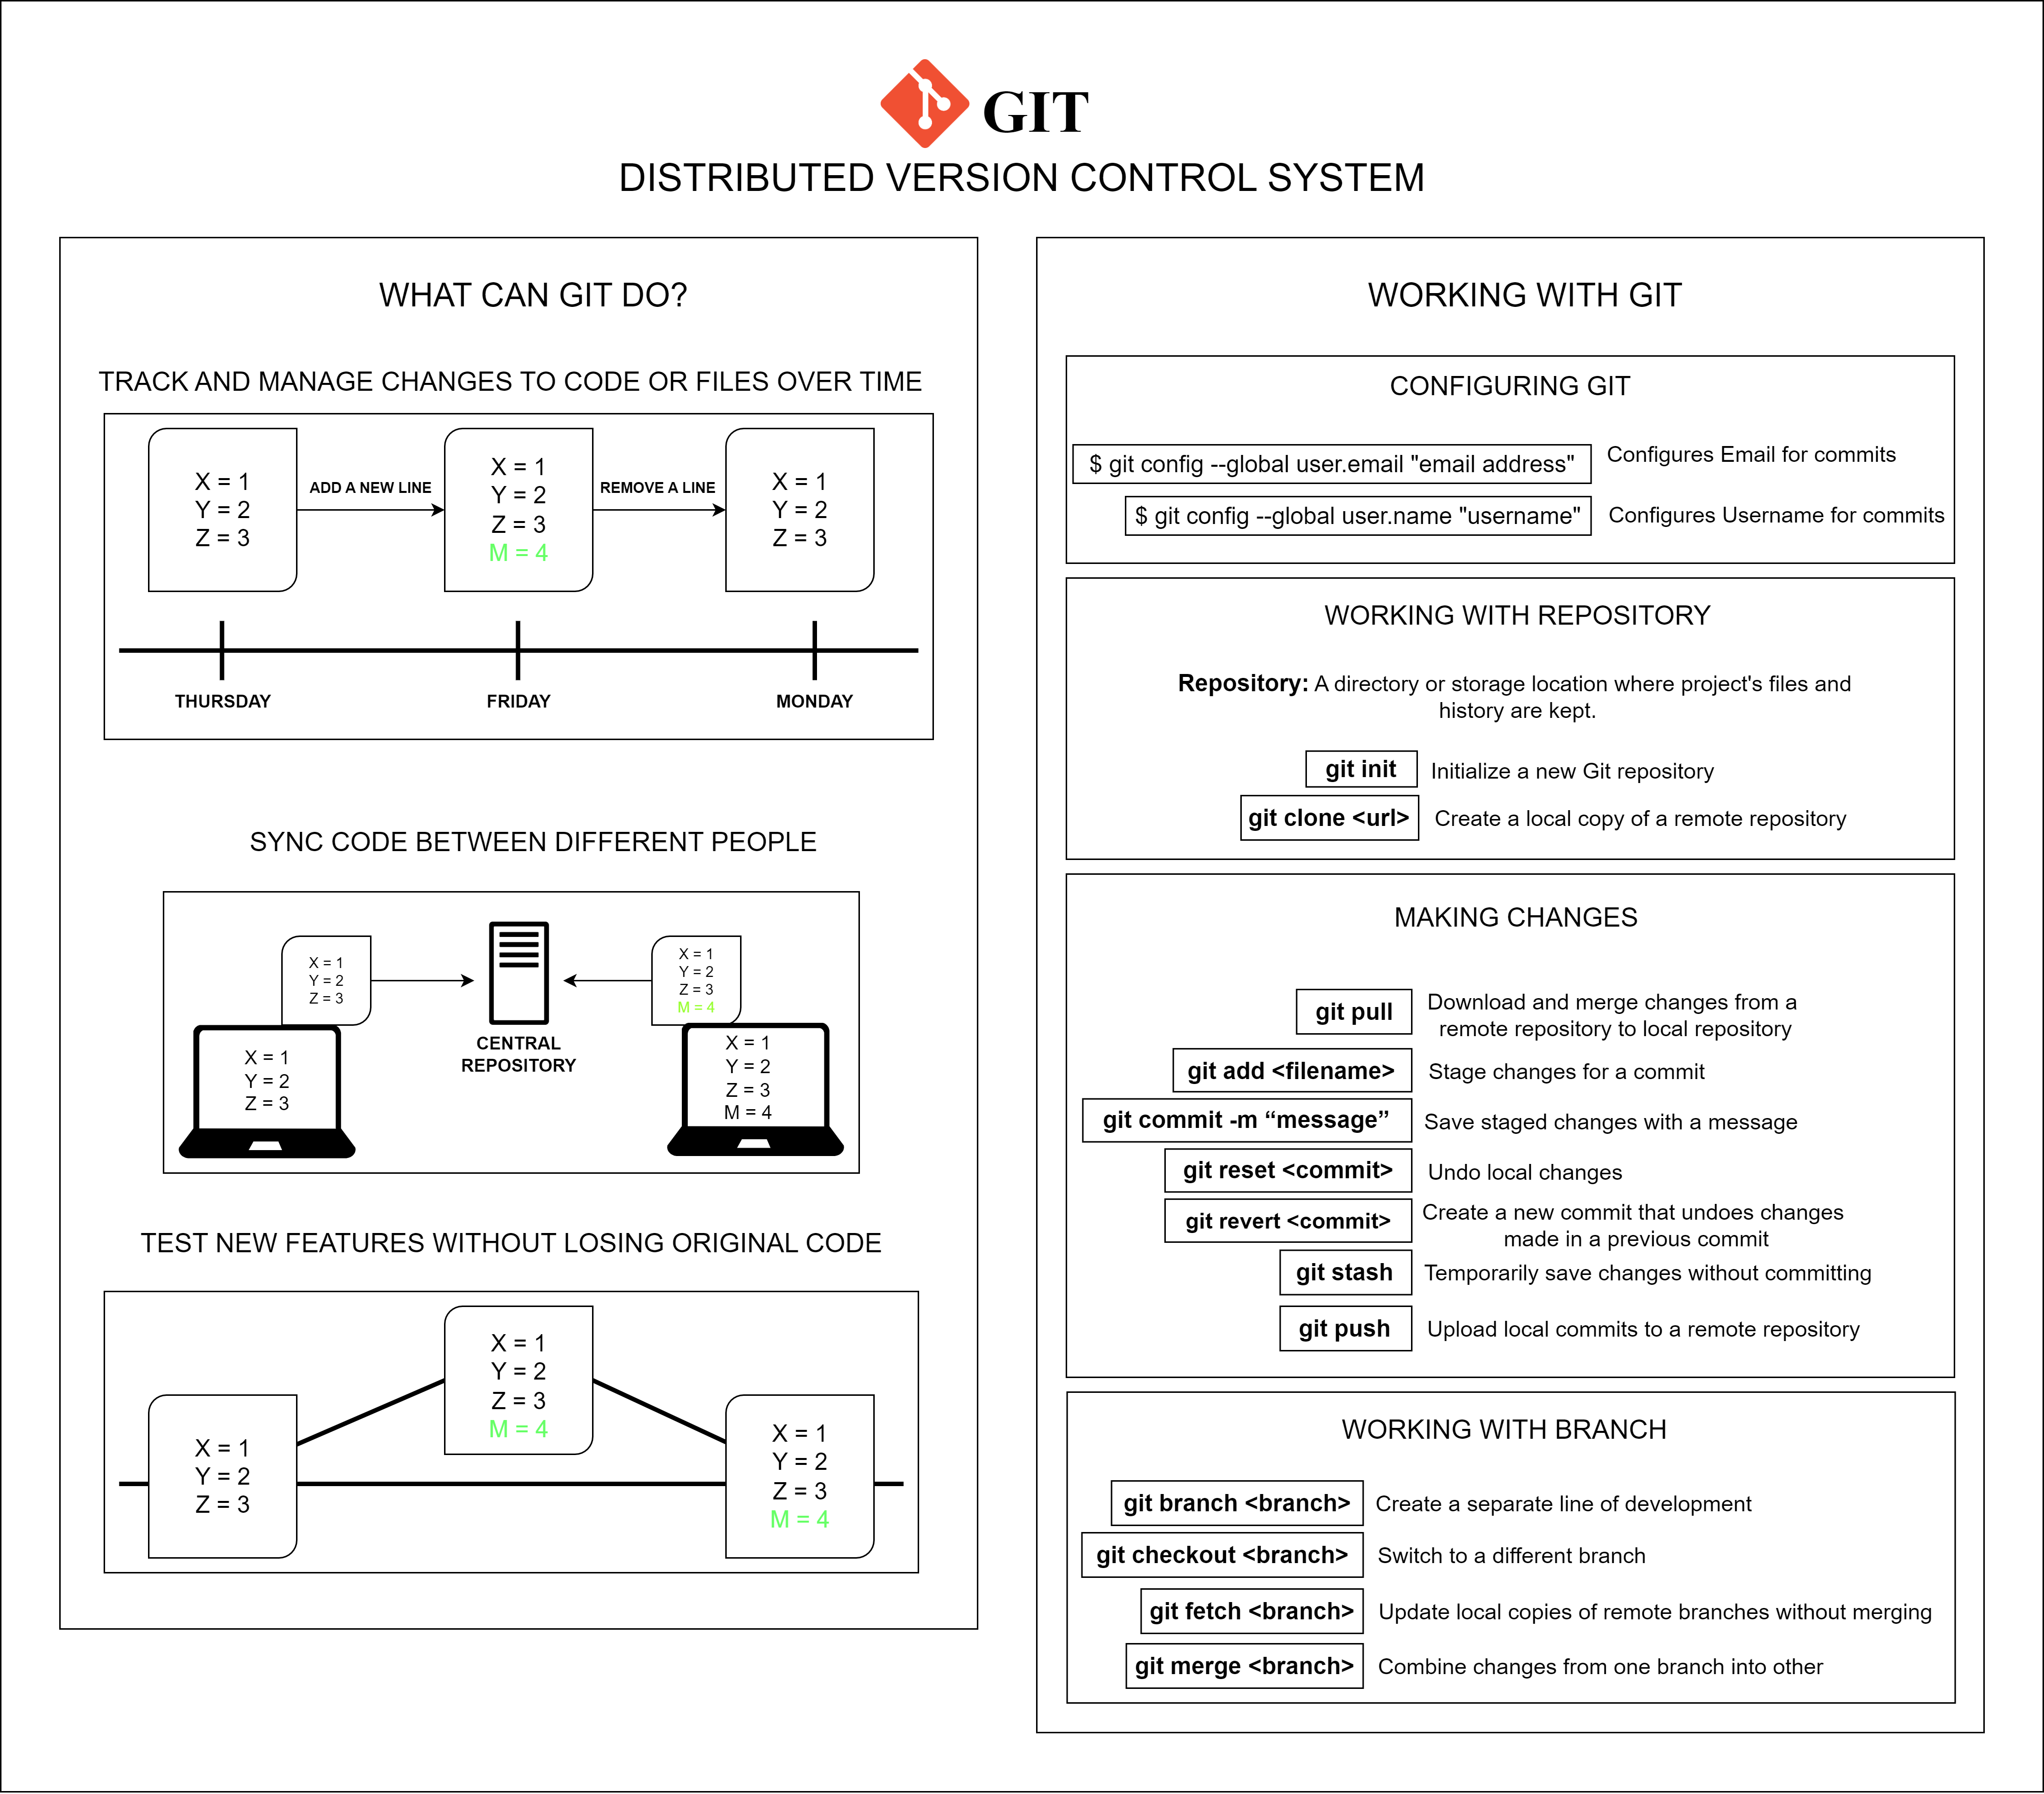 GIT
DISTRIBUTED VERSION CONTROL SYSTEM
WHAT CAN GIT DO?
TRACK AND MANAGE CHANGES TO CODE OR FILES OVER TIME
X = 1
Y = 2
Z = 3
ADD A NEW LINE
X = 1
Y = 2
Z = 3
M = 4
REMOVE A LINE
X = 1
Y = 2
Z = 3
THURSDAY
FRIDAY
MONDAY
SYNC CODE BETWEEN DIFFERENT PEOPLE
X = 1
Y = 2
Z = 3
X = 1
Y = 2
Z = 3
CENTRAL
REPOSITORY
X = 1
Y = 2
Z = 3
M = 4
X = 1
Y = 2
Z = 3
M = 4
TEST NEW FEATURES WITHOUT LOSING ORIGINAL CODE
X = 1
Y = 2
Z = 3
X = 1
Y = 2
Z = 3
M = 4
X = 1
Y = 2
Z = 3
M = 4
WORKING WITH GIT
CONFIGURING GIT
$ git config --global user.email "email address"
Configures Email for commits
$ git config --global user.name "username"
Configures Username for commits
WORKING WITH REPOSITORY
Repository: A directory or storage location where project's files and
history are kept.
git init
Initialize a new Git repository
git clone <url>
Create a local copy of a remote repository
MAKING CHANGES
git pull
Download and merge changes from a
remote repository to local repository
git add <filename>
Stage changes for a commit
git commit -m “message”
Save staged changes with a message
git reset <commit>
Undo local changes
git revert <commit>
Create a new commit that undoes changes
made in a previous commit
git stash
Temporarily save changes without committing
git push
Upload local commits to a remote repository
WORKING WITH BRANCH
git branch <branch>
Create a separate line of development
git checkout <branch>
Switch to a different branch
git fetch <branch>
Update local copies of remote branches without merging
git merge <branch>
Combine changes from one branch into other